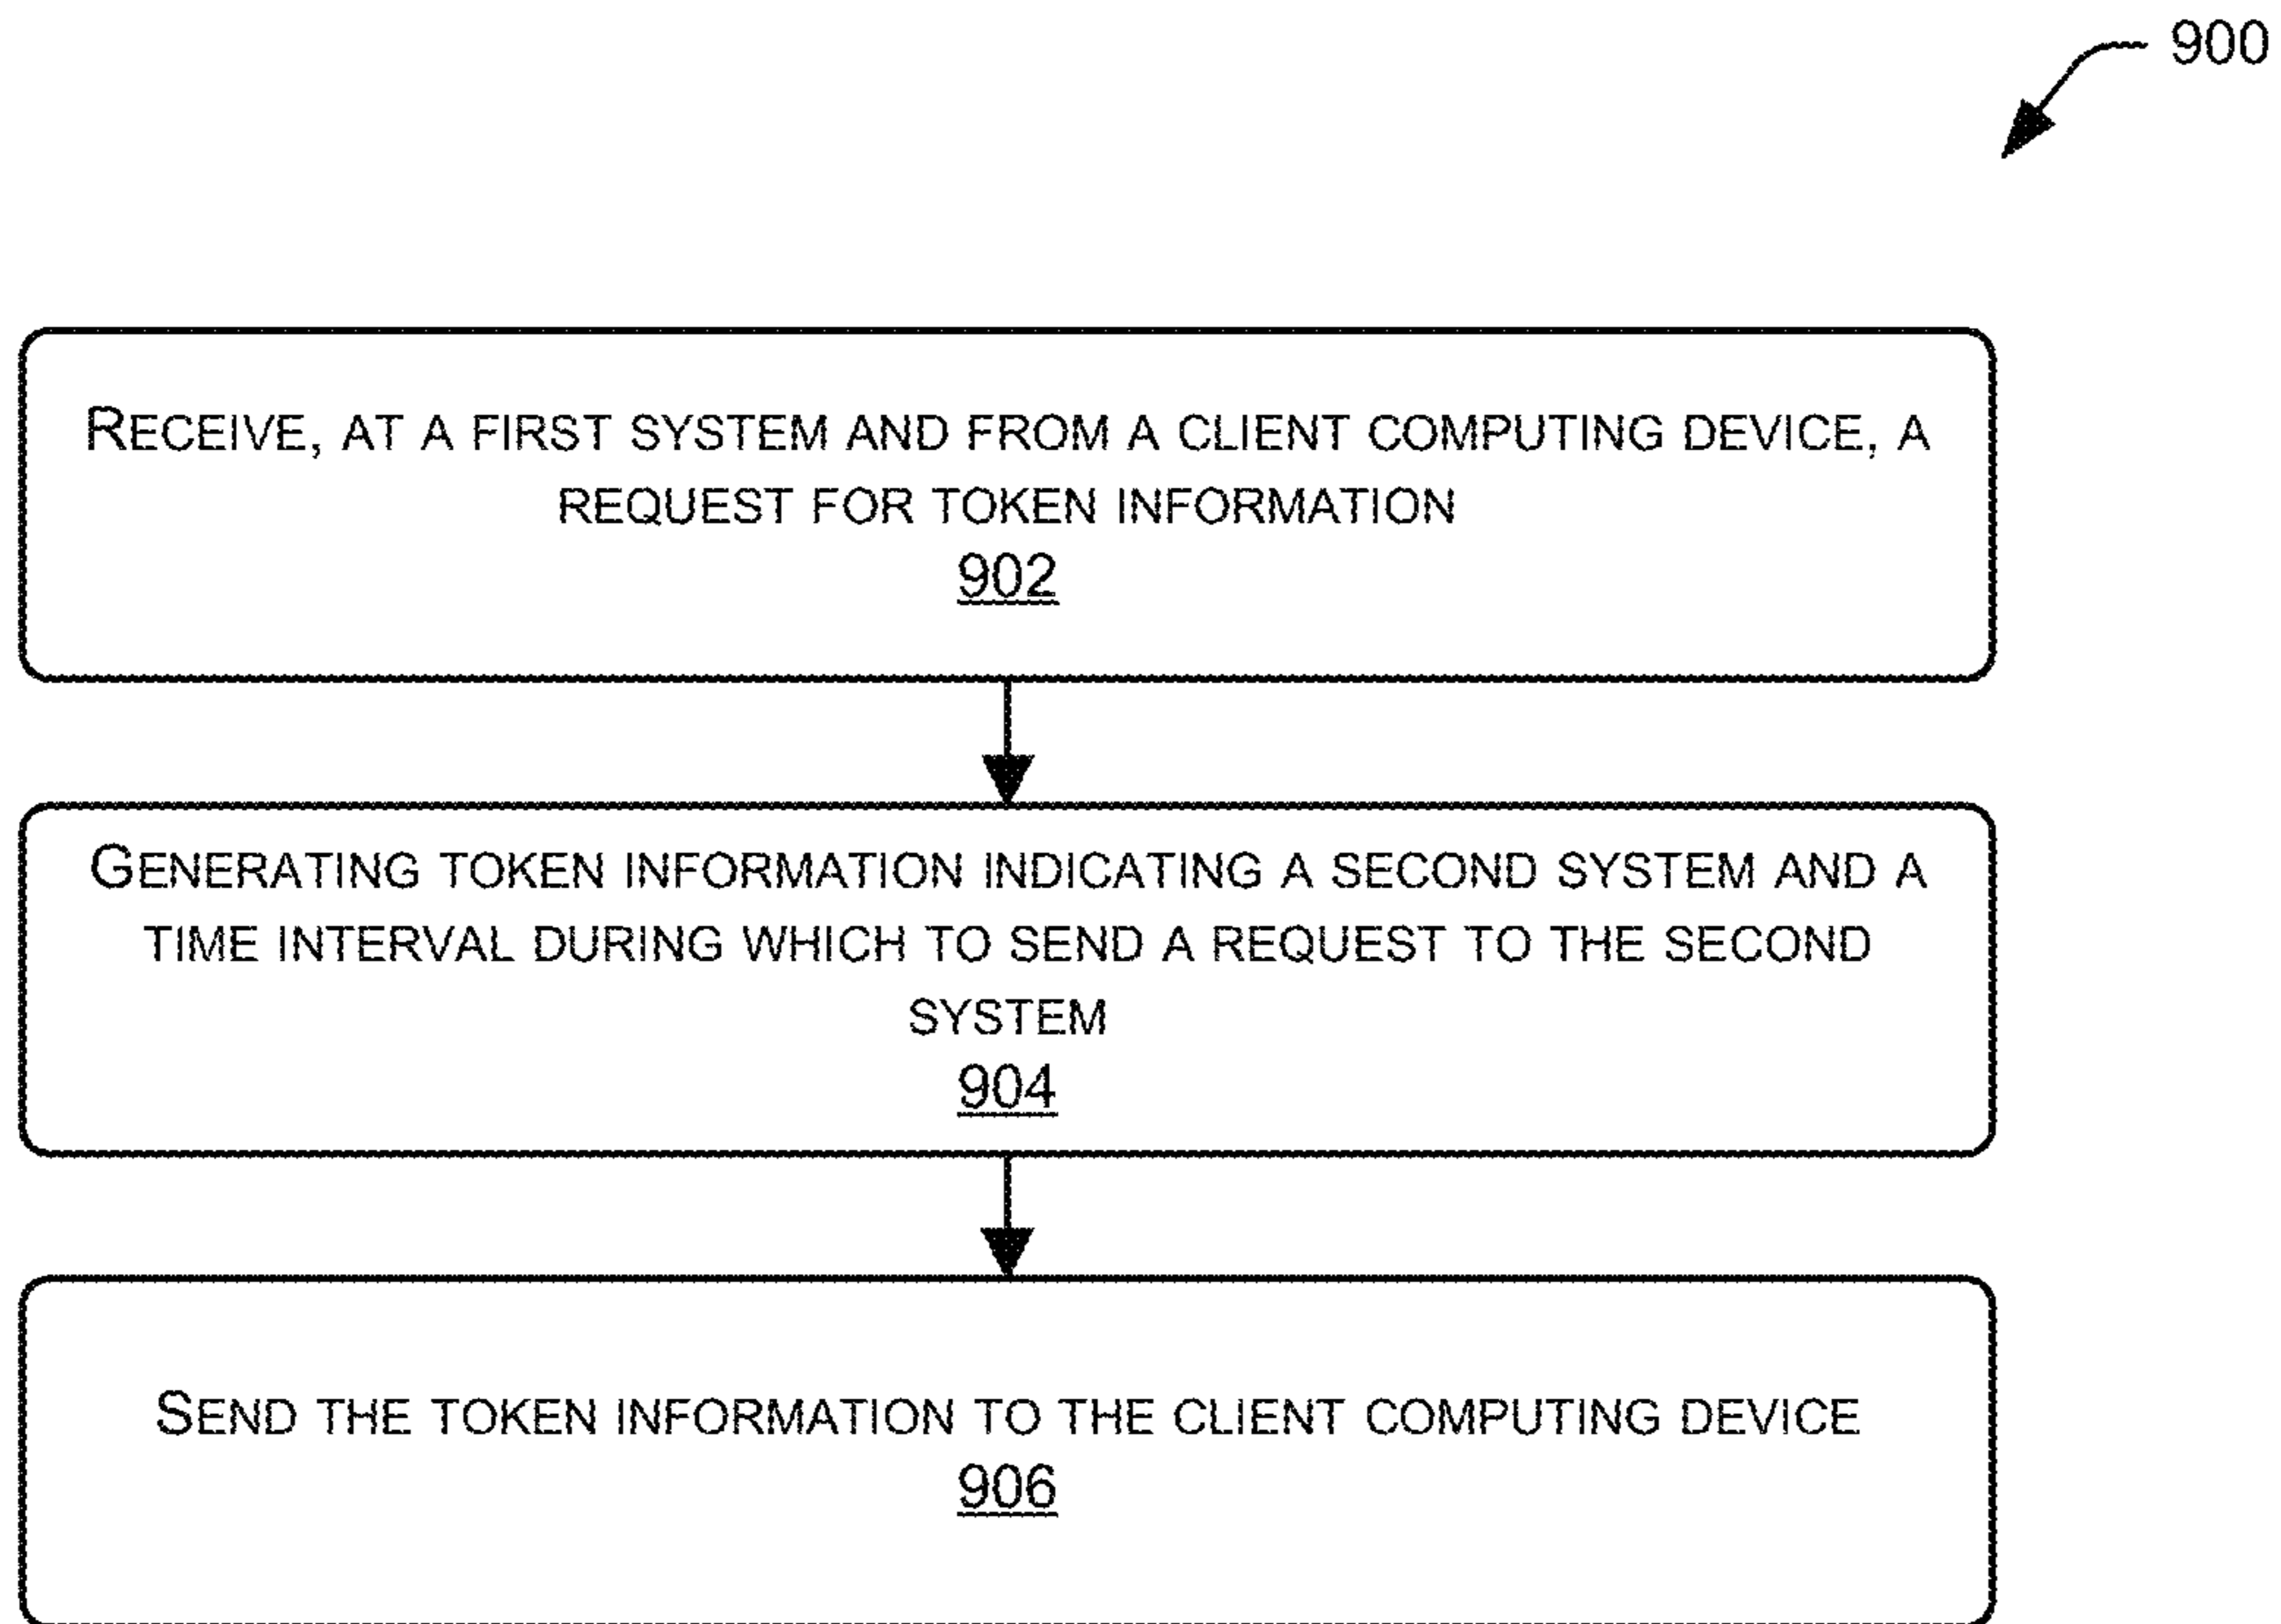 900
RECEIVE, AT A FIRST SYSTEM AND FROM A CLIENT COMPUTING DEVICE, A
REQUEST FOR TOKEN INFORMATION
902
GENERATING TOKEN INFORMATION INDICATING A SECOND SYSTEM AND A
TIME INTERVAL DURING WHICH TO SEND A REQUEST TO THE SECOND
SYSTEM
904
SEND THE TOKEN INFORMATION TO THE CLIENT COMPUTING DEVICE
906